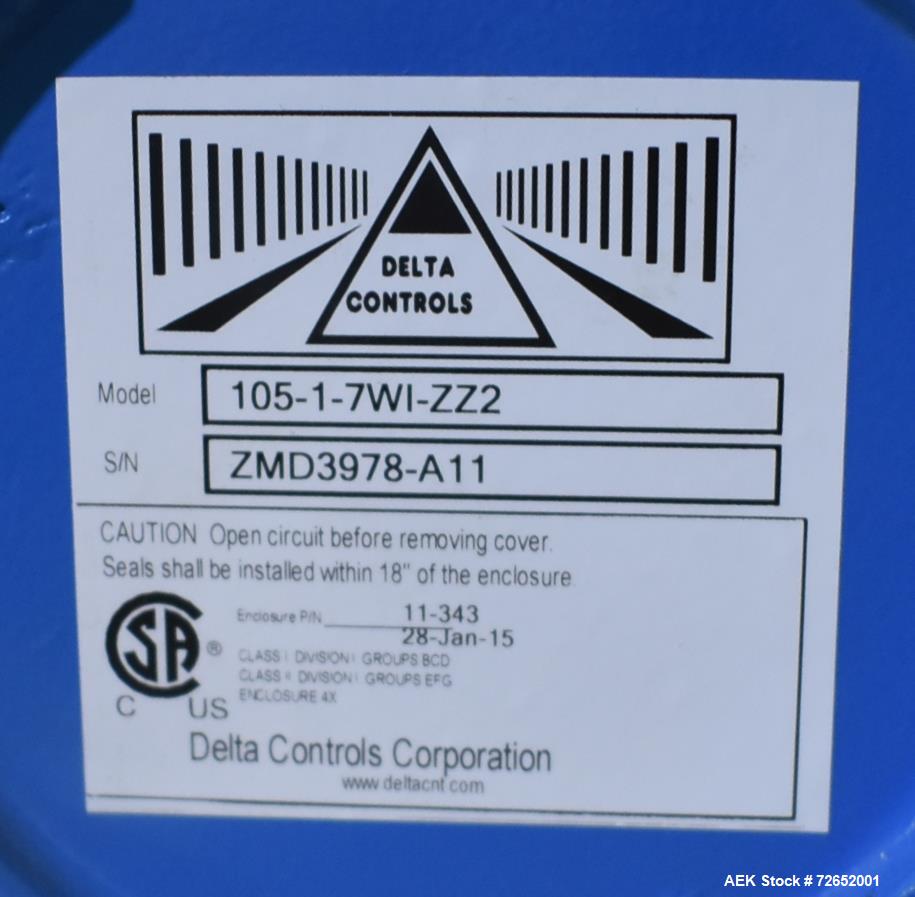 DELTA
CONTROLS
Model 105-1-7WI-ZZ2
S/N ZMD3978-A11
CAUTION Open circuit before removing cover.
Seals shall be installed within 18" of the enclosure
Enclosure P/N 11-343
28-Jan-15
CSA ®
CLASS I DIVISION I GROUPS BCD
CLASS II DIVISION I GROUPS EFG
ENCLOSURE 4X
C US
Delta Controls Corporation
www.deltacnt.com
AEK Stock # 72652001